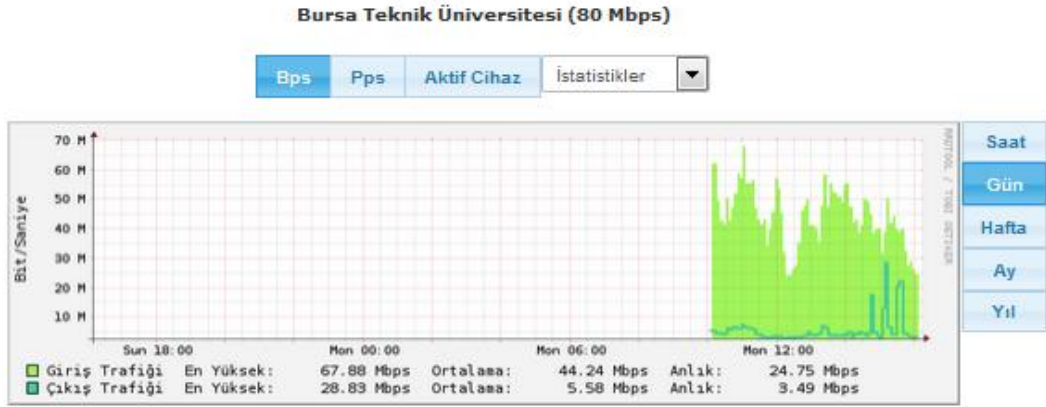 Bursa Teknik Üniversitesi (80 Mbps)
Bps Pps Aktif Cihaz İstatistikler
70 M
60 M
50 M
40 M
30 M
20 M
10 M
Bit/Saniye
RRDTOOL / TOBI OETIKER
Sun 18:00 Mon 00:00 Mon 06:00 Mon 12:00
Giriş Trafiği En Yüksek: 67.88 Mbps Ortalama: 44.24 Mbps Anlık: 24.75 Mbps
Çıkış Trafiği En Yüksek: 28.83 Mbps Ortalama: 5.58 Mbps Anlık: 3.49 Mbps
Saat
Gün
Hafta
Ay
Yıl